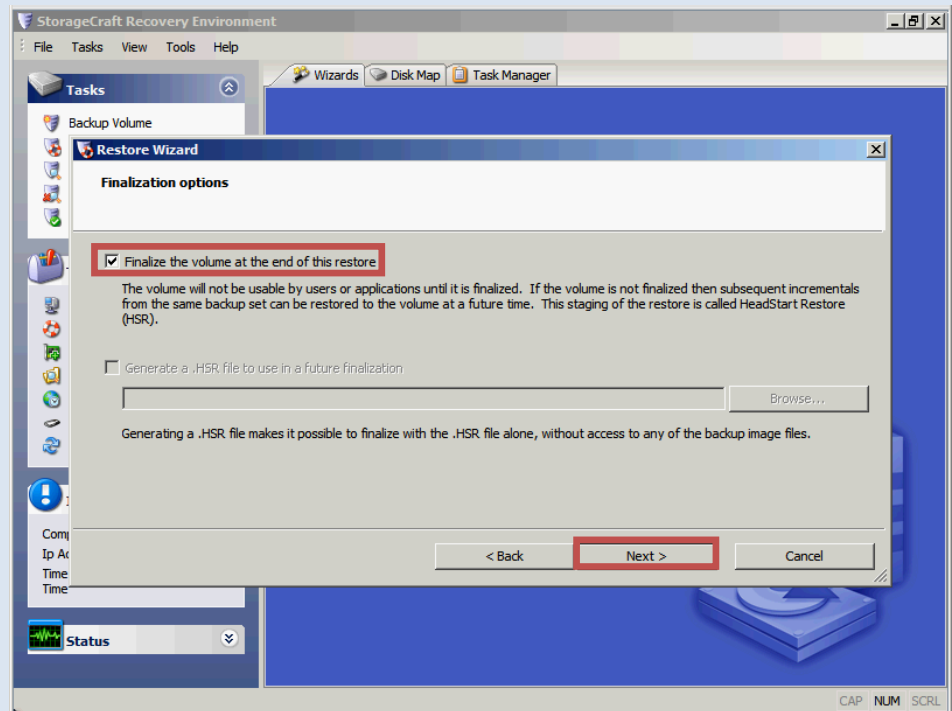 StorageCraft Recovery Environment
File Tasks View Tools Help
Wizards Disk Map Task Manager
Tasks
Backup Volume
Restore Wizard
Finalization options
Finalize the volume at the end of this restore
The volume will not be usable by users or applications until it is finalized. If the volume is not finalized then subsequent incrementals
from the same backup set can be restored to the volume at a future time. This staging of the restore is called HeadStart Restore
(HSR).
Generate a .HSR file to use in a future finalization
Browse...
Generating a .HSR file makes it possible to finalize with the .HSR file alone, without access to any of the backup image files.
< Back Next > Cancel
Ip
Time
Time
Status
CAP NUM SCRL